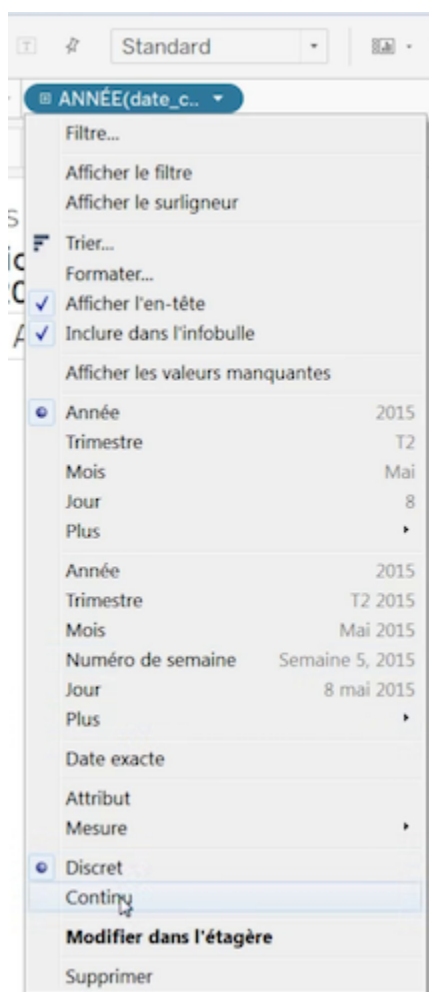 Standard
ANNÉE(date_c..
Filtre...
Afficher le filtre
Afficher le surligneur
Trier...
Formater...
Afficher l'en-tête
Inclure dans l'infobulle
Afficher les valeurs manquantes
Année 2015
Trimestre T2
Mois Mai
Jour 8
Plus
Année 2015
Trimestre T2 2015
Mois Mai 2015
Numéro de semaine Semaine 5, 2015
Jour 8 mai 2015
Plus
Date exacte
Attribut
Mesure
Discret
Continu
Modifier dans l'étagère
Supprimer